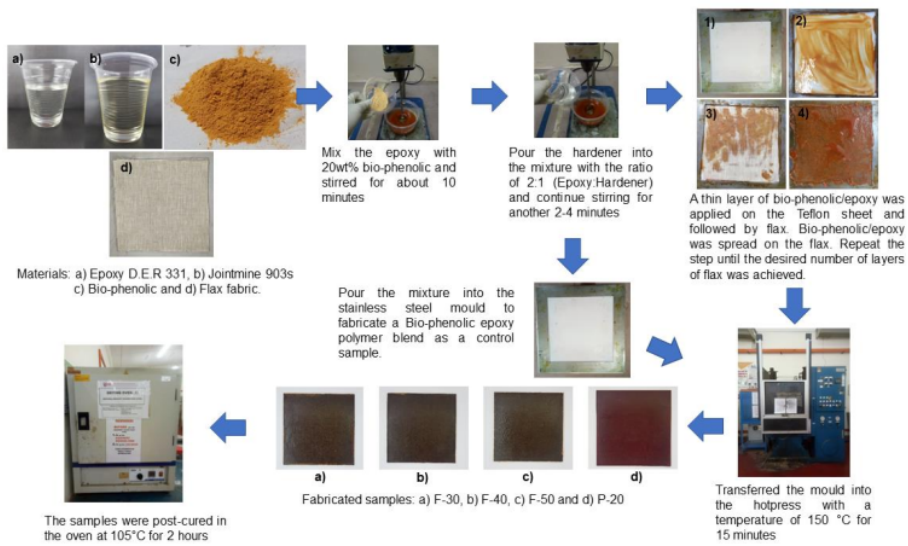 a)
b)
c)
d)
Materials: a) Epoxy D.E.R 331, b) Jointmine 903s
c) Bio-phenolic and d) Flax fabric.
Mix the epoxy with
20wt% bio-phenolic and
stirred for about 10
minutes
Pour the hardener into
the mixture with the ratio
of 2:1 (Epoxy:Hardener)
and continue stirring for
another 2-4 minutes
1)
2)
3)
4)
A thin layer of bio-phenolic/epoxy was
applied on the Teflon sheet and
followed by flax. Bio-phenolic/epoxy
was spread on the flax. Repeat the
step until the desired number of layers
of flax was achieved.
Pour the mixture into the
stainless steel mould to
fabricate a Bio-phenolic epoxy
polymer blend as a control
sample.
Transferred the mould into
the hotpress with a
temperature of 150 °C for
15 minutes
a)
b)
c)
d)
Fabricated samples: a) F-30, b) F-40, c) F-50 and d) P-20
The samples were post-cured in
the oven at 105°C for 2 hours